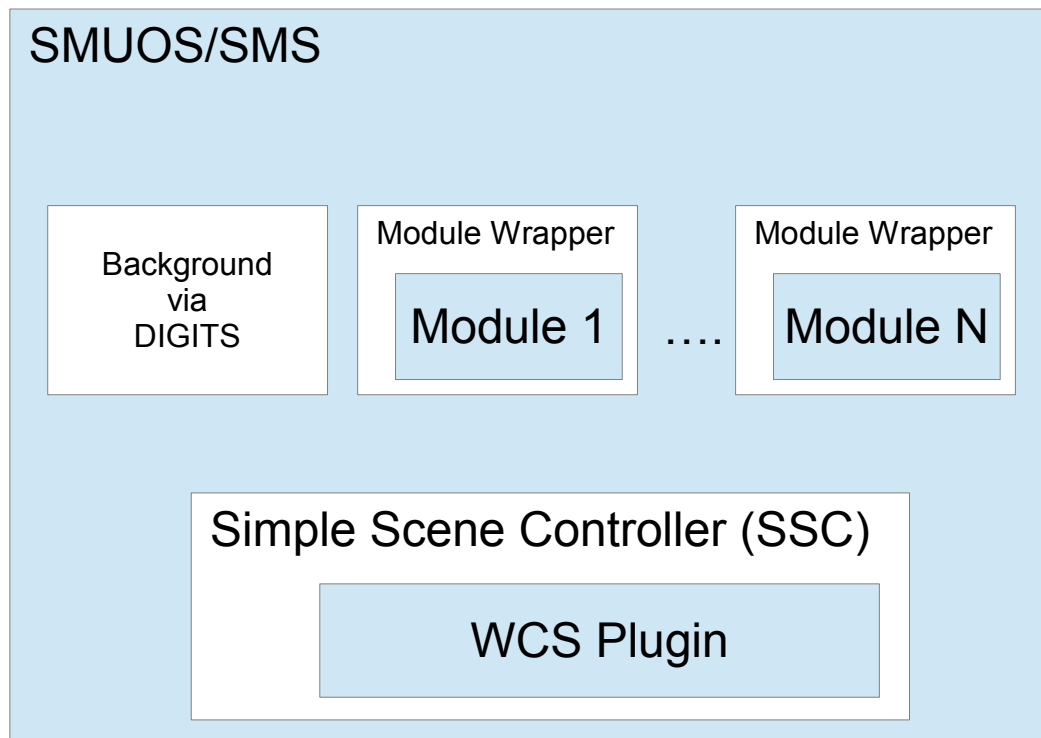 SMUOS/SMS
Background
via
DIGITS
Module Wrapper
Module 1
....
Module Wrapper
Module N
Simple Scene Controller (SSC)
WCS Plugin